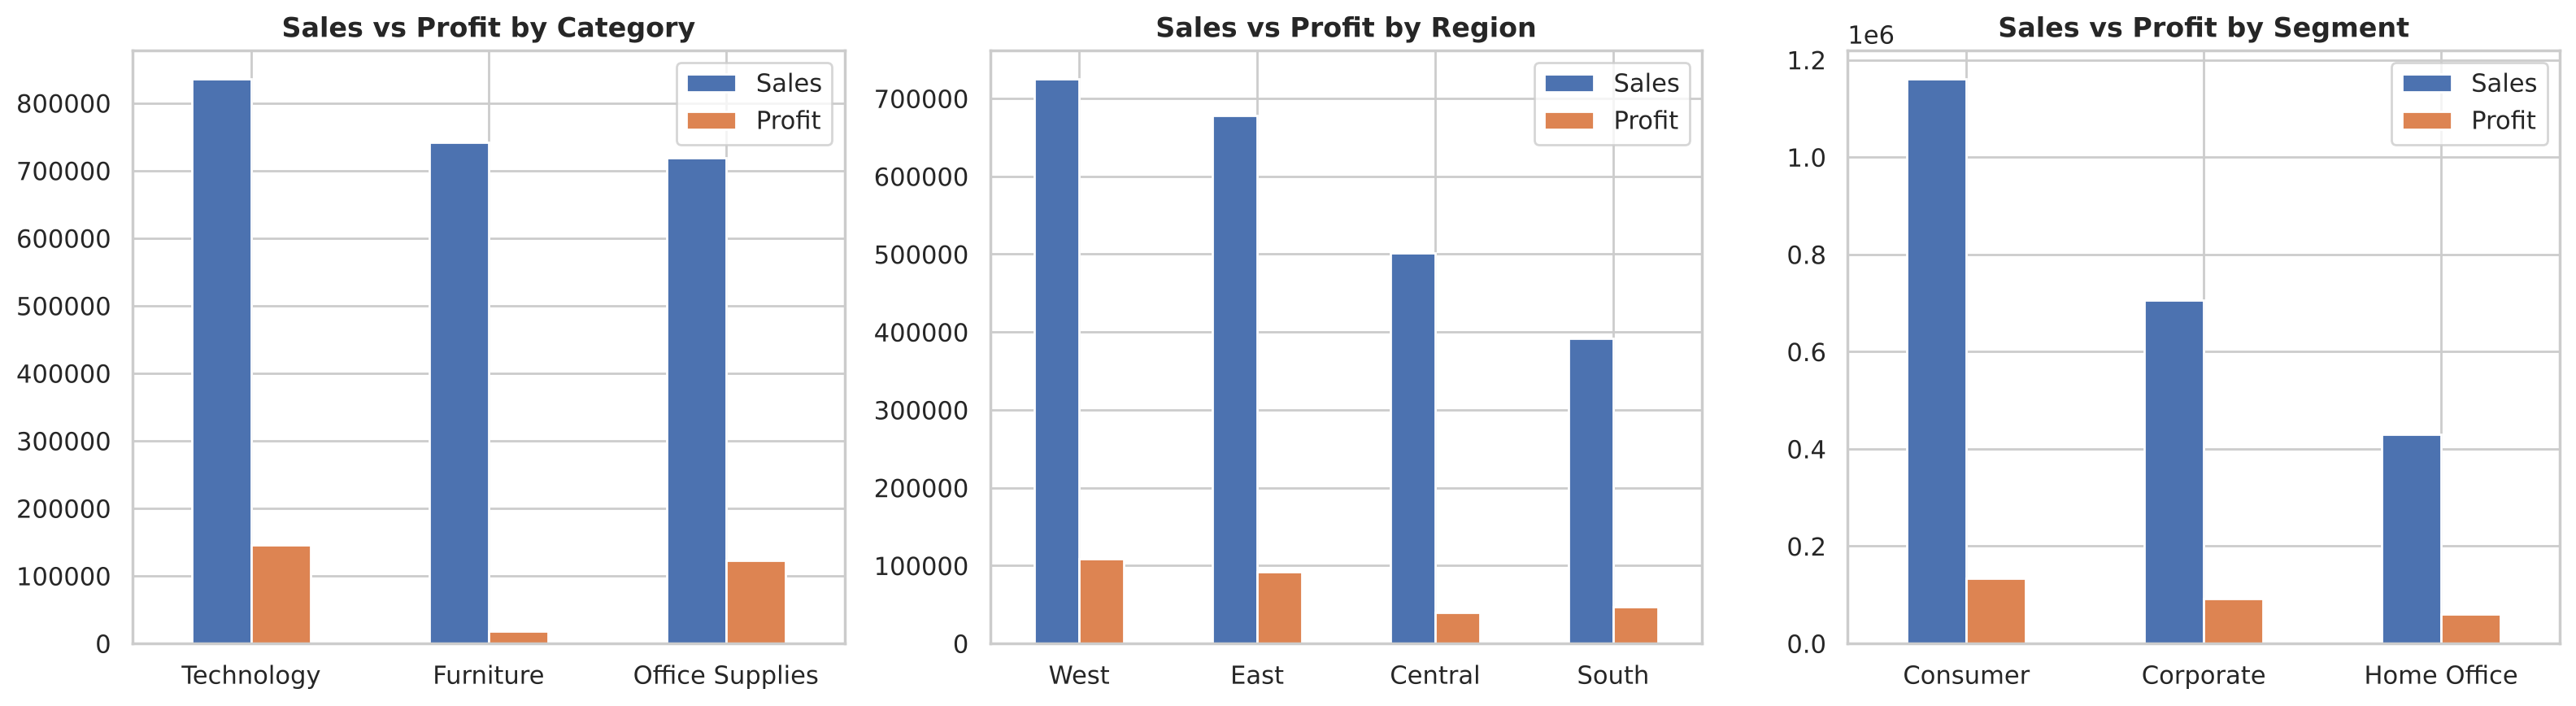 Sales vs Profit by Category
Sales
Profit
800000
700000
600000
500000
400000
300000
200000
100000
0
Technology
Furniture
Office Supplies
Sales vs Profit by Region
Sales
Profit
700000
600000
500000
400000
300000
200000
100000
0
West
East
Central
South
Sales vs Profit by Segment
1e6
Sales
Profit
1.2
1.0
0.8
0.6
0.4
0.2
0.0
Consumer
Corporate
Home Office